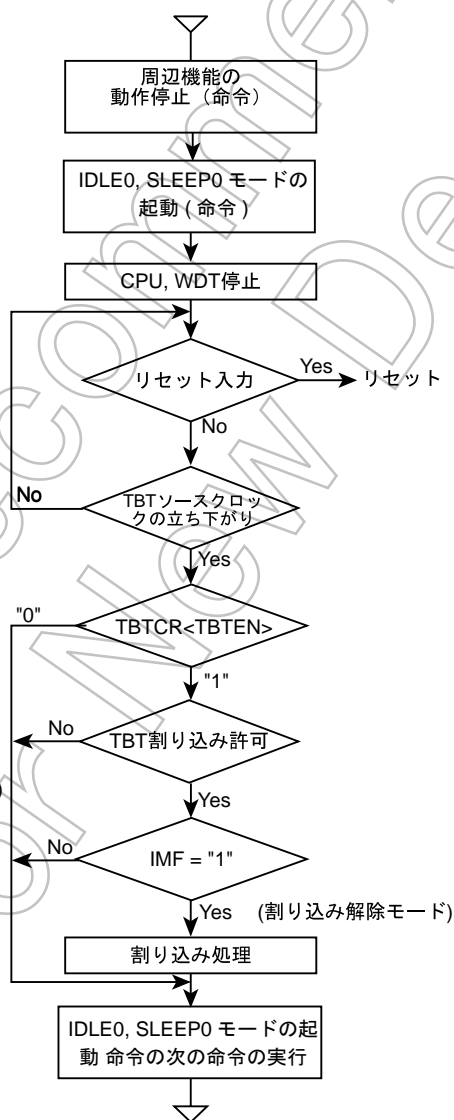 周辺機能の
動作停止（命令）
IDLE0, SLEEP0 モードの
起動 ( 命令 )
CPU, WDT停止
リセット入力
Yes
リセット
No
No
TBTソースクロッ
クの立ち下がり
Yes
"0"
TBTCR<TBTEN>
"1"
No
TBT割り込み許可
Yes
No
IMF = "1"
Yes
(割り込み解除モード)
割り込み処理
IDLE0, SLEEP0 モードの起
動 命令の次の命令の実行